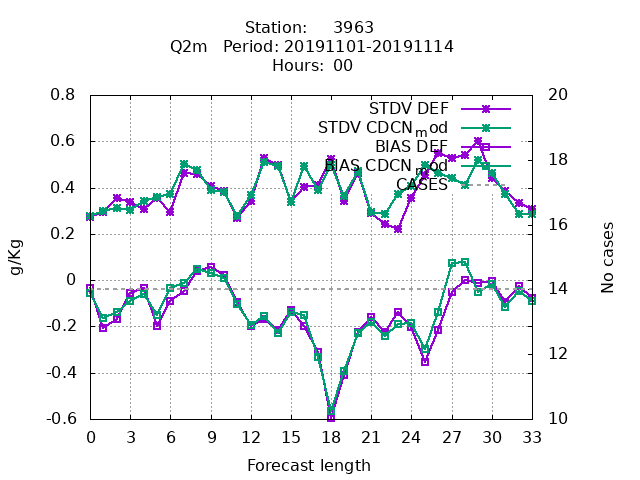 Station: 3963
Q2m Period: 20191101-20191114
Hours: 00
0.8
0.6
0.4
0.2
0
-0.2
-0.4
-0.6
g/Kg
20
18
16
14
12
10
No cases
STDV DEF
STDV CDCNmod
BIAS DEF
BIAS CDCNmod
CASES
0 3 6 9 12 15 18 21 24 27 30 33
Forecast length